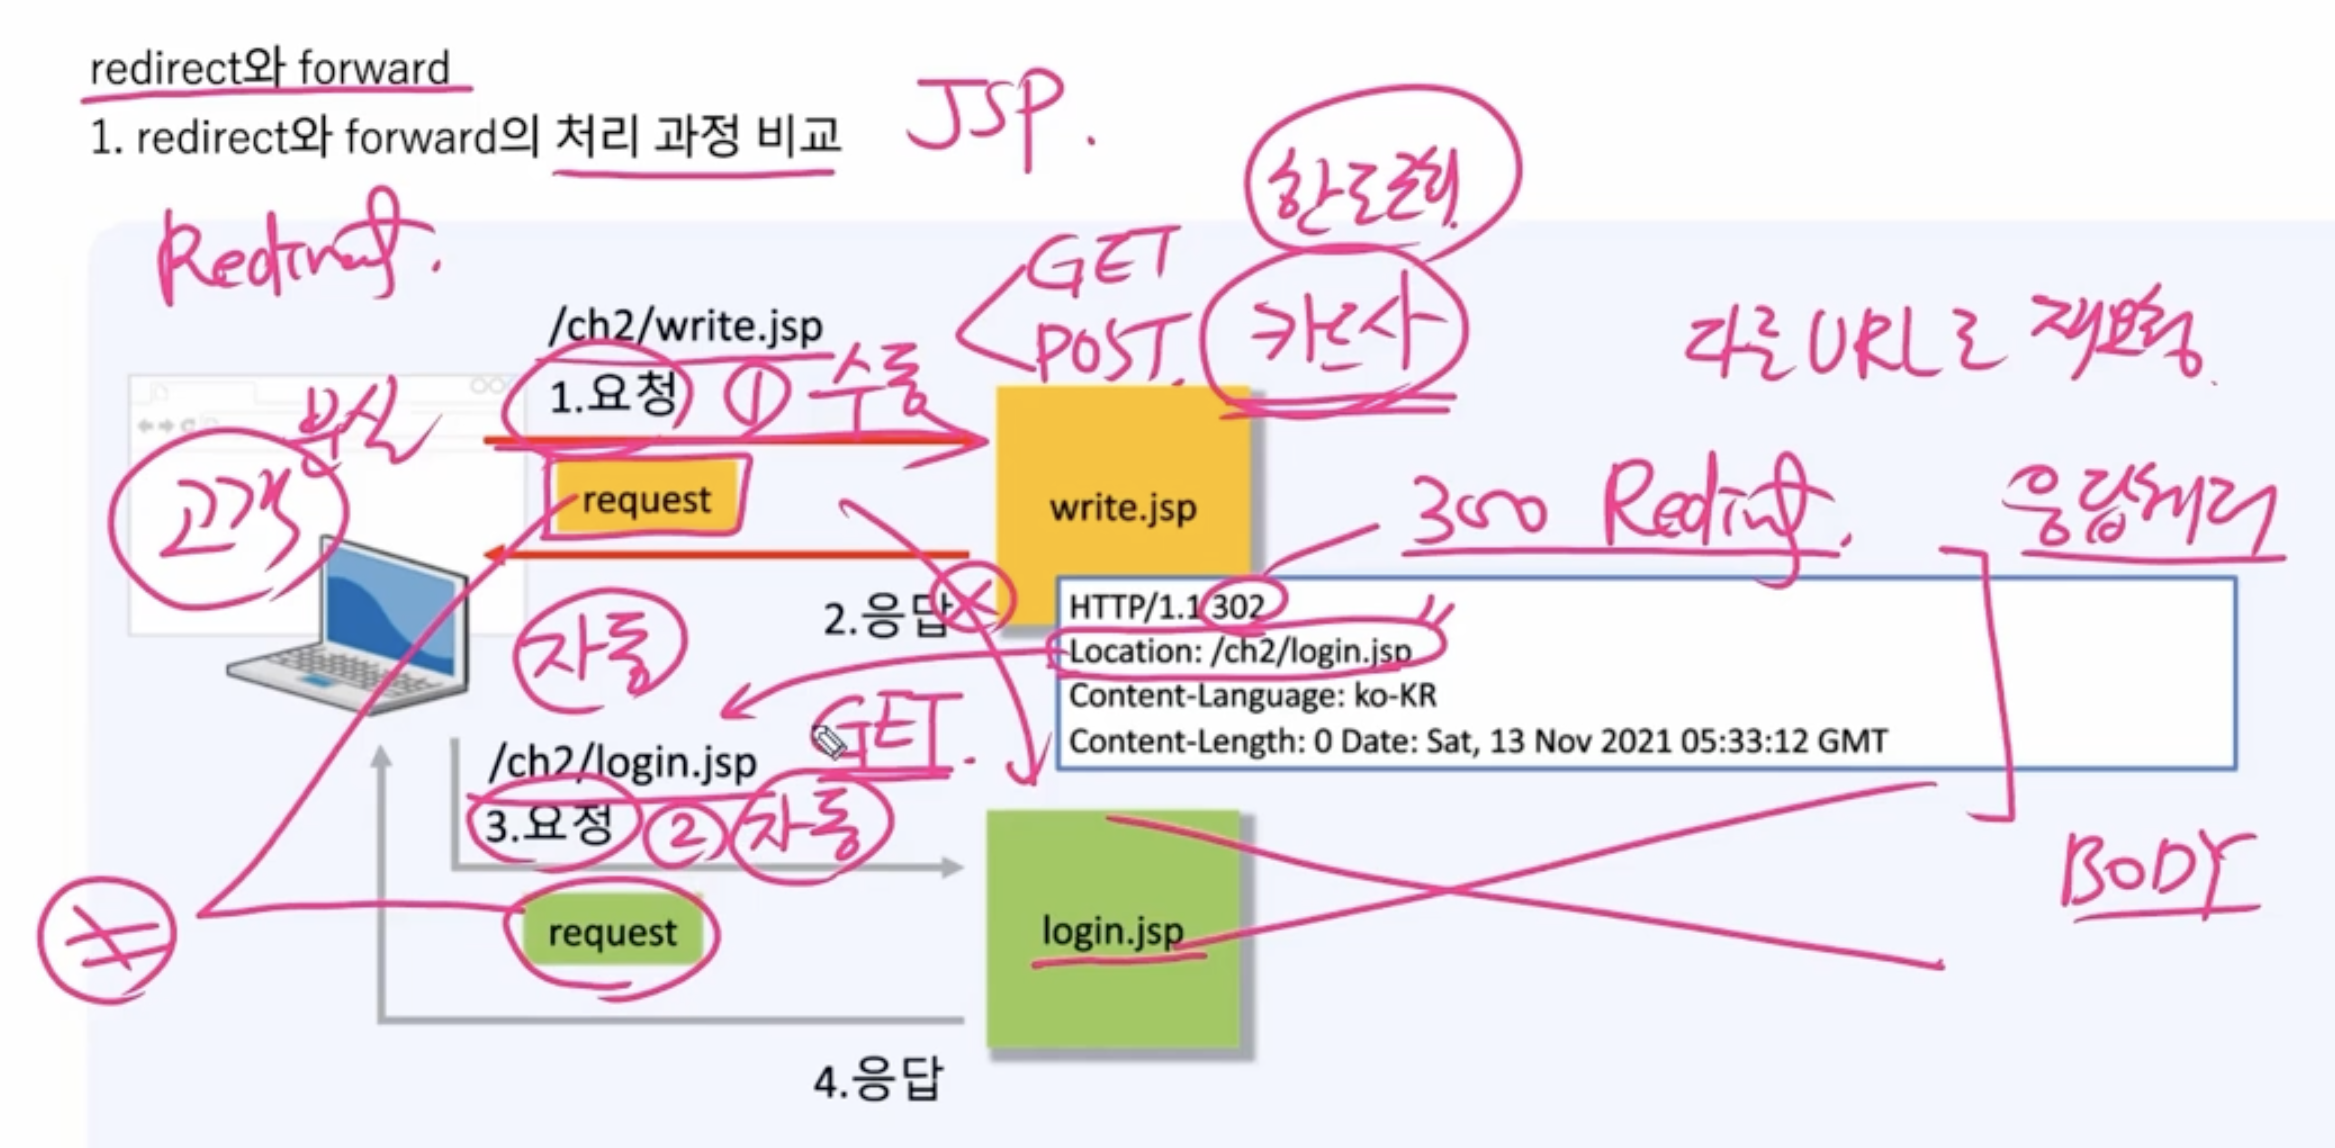 redirect와 forward
1. redirect와 forward의 처리 과정 비교
JSP.
Redirect.
한도조회
GET
POST.
카드사
다른 URL로 재요청.
/ch2/write.jsp
1.요청 ① 수동
고객
request
write.jsp
300 Redirect.
응답헤더
2.응답
자동
HTTP/1.1 302
Location: /ch2/login.jsp
Content-Language: ko-KR
Content-Length: 0 Date: Sat, 13 Nov 2021 05:33:12 GMT
GET.
/ch2/login.jsp
3.요청 ② 자동
BODY
≠
request
login.jsp
4.응답